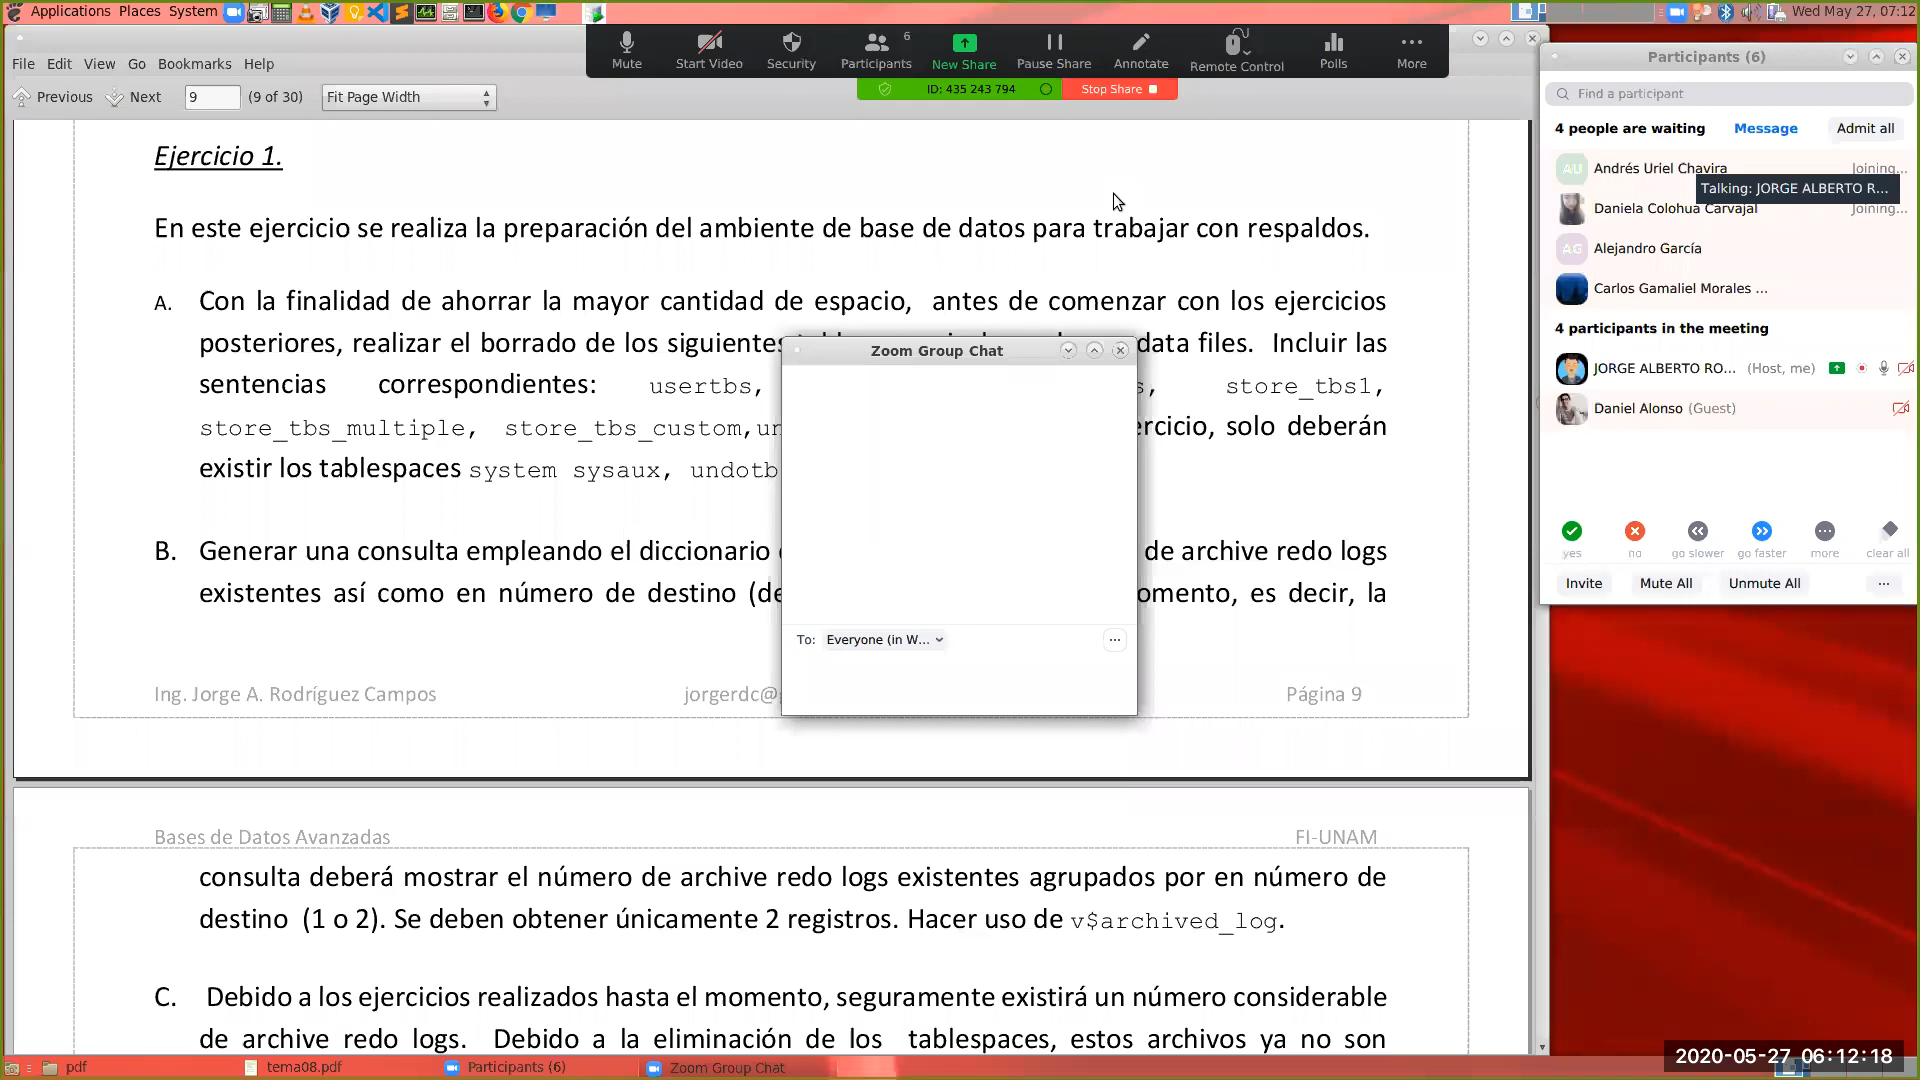 Applications Places System
Wed May 27, 07:12
File Edit View Go Bookmarks Help
Mute
Start Video
Security
Participants
6
New Share
Pause Share
Annotate
Remote Control
Polls
More
ID: 435 243 794
Stop Share
Previous Next 9 (9 of 30) Fit Page Width
Ejercicio 1.
En este ejercicio se realiza la preparación del ambiente de base de datos para trabajar con respaldos.
A. Con la finalidad de ahorrar la mayor cantidad de espacio, antes de comenzar con los ejercicios
posteriores, realizar el borrado de los siguientes data files. Incluir las
sentencias correspondientes: usertbs, store_tbs1,
store_tbs_multiple, store_tbs_custom, solo deberán
existir los tablespaces system sysaux,
B. Generar una consulta empleando el diccionario de archive redo logs
existentes así como en número de destino es decir, la
Ing. Jorge A. Rodríguez Campos
Página 9
Bases de Datos Avanzadas
FI-UNAM
consulta deberá mostrar el número de archive redo logs existentes agrupados por en número de
destino (1 o 2). Se deben obtener únicamente 2 registros. Hacer uso de v$archived_log.
C. Debido a los ejercicios realizados hasta el momento, seguramente existirá un número considerable
de archive redo logs. Debido a la eliminación de los tablespaces, estos archivos ya no son
Zoom Group Chat
To: Everyone (in W...
Participants (6)
Find a participant
4 people are waiting Message Admit all
AU Andrés Uriel Chavira Joining...
Talking: JORGE ALBERTO R...
Daniela Colohua Carvajal Joining...
AG Alejandro García
Carlos Gamaliel Morales ...
4 participants in the meeting
JORGE ALBERTO RO... (Host, me)
Daniel Alonso (Guest)
yes no go slower go faster more clear all
Invite Mute All Unmute All ...
pdf
tema08.pdf
Participants (6)
Zoom Group Chat
2020-05-27 06:12:18